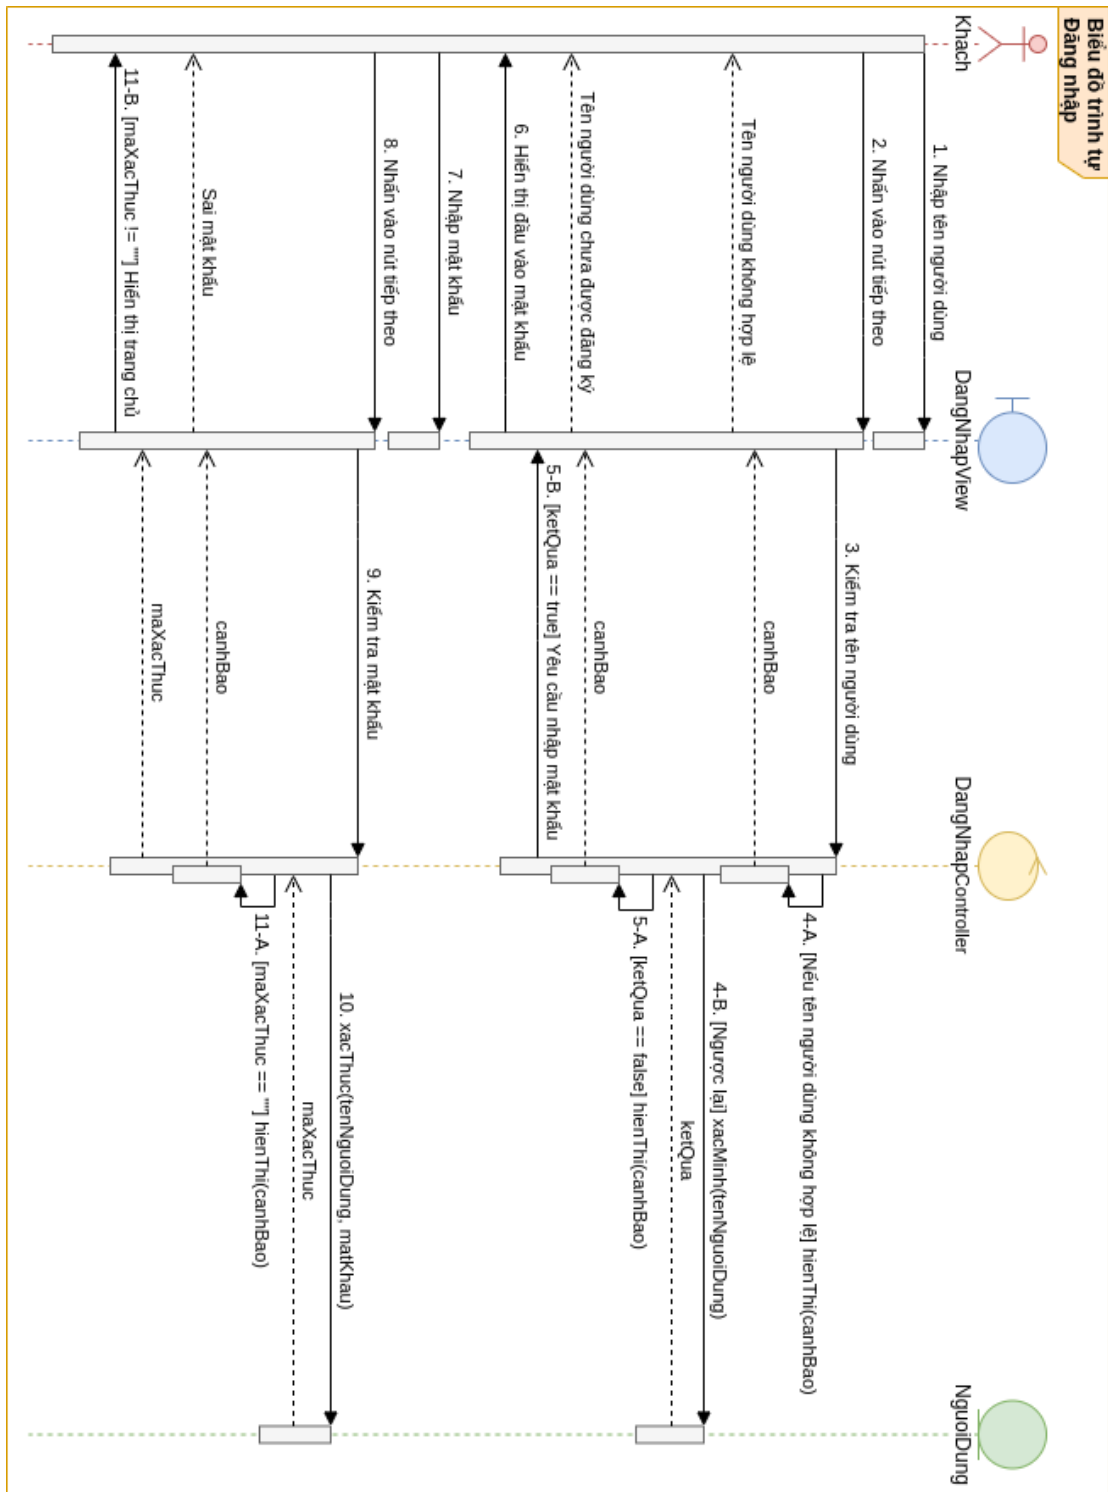 Biểu đồ trình tự
Đăng nhập
Khach
DangNhapView
DangNhapController
NguoiDung
1. Nhập tên người dùng
2. Nhấn vào nút tiếp theo
3. Kiểm tra tên người dùng
4-A. [Nếu tên người dùng không hợp lệ] hienThi(canhBao)
canhBao
Tên người dùng không hợp lệ
4-B. [Ngược lại] xacMinh(tenNguoiDung)
ketQua
5-A. [ketQua == false] hienThi(canhBao)
canhBao
Tên người dùng chưa được đăng ký
5-B. [ketQua == true] Yêu cầu nhập mật khẩu
6. Hiển thị đầu vào mật khẩu
7. Nhập mật khẩu
8. Nhấn vào nút tiếp theo
9. Kiểm tra mật khẩu
10. xacThuc(tenNguoiDung, matKhau)
maXacThuc
11-A. [maXacThuc == ""] hienThi(canhBao)
canhBao
Sai mật khẩu
maXacThuc
11-B. [maXacThuc != ""] Hiển thị trang chủ